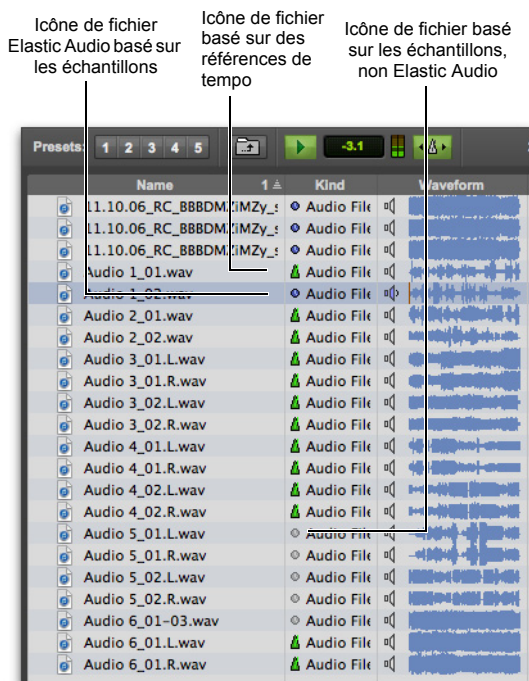 Icône de fichier
Elastic Audio basé sur
les échantillons
Icône de fichier
basé sur des
références de
tempo
Icône de fichier basé
sur les échantillons,
non Elastic Audio
Presets: 1 2 3 4 5 -3.1
Name 1 Kind Waveform
11.10.06_RC_BBBDMZiMZy_s Audio File
11.10.06_RC_BBBDMZiMZy_s Audio File
11.10.06_RC_BBBDMZiMZy_s Audio File
Audio 1_01.wav Audio File
Audio 1_02.wav Audio File
Audio 2_01.wav Audio File
Audio 2_02.wav Audio File
Audio 3_01.L.wav Audio File
Audio 3_01.R.wav Audio File
Audio 3_02.L.wav Audio File
Audio 3_02.R.wav Audio File
Audio 4_01.L.wav Audio File
Audio 4_01.R.wav Audio File
Audio 4_02.L.wav Audio File
Audio 4_02.R.wav Audio File
Audio 5_01.L.wav Audio File
Audio 5_01.R.wav Audio File
Audio 5_02.L.wav Audio File
Audio 5_02.R.wav Audio File
Audio 6_01-03.wav Audio File
Audio 6_01.L.wav Audio File
Audio 6_01.R.wav Audio File